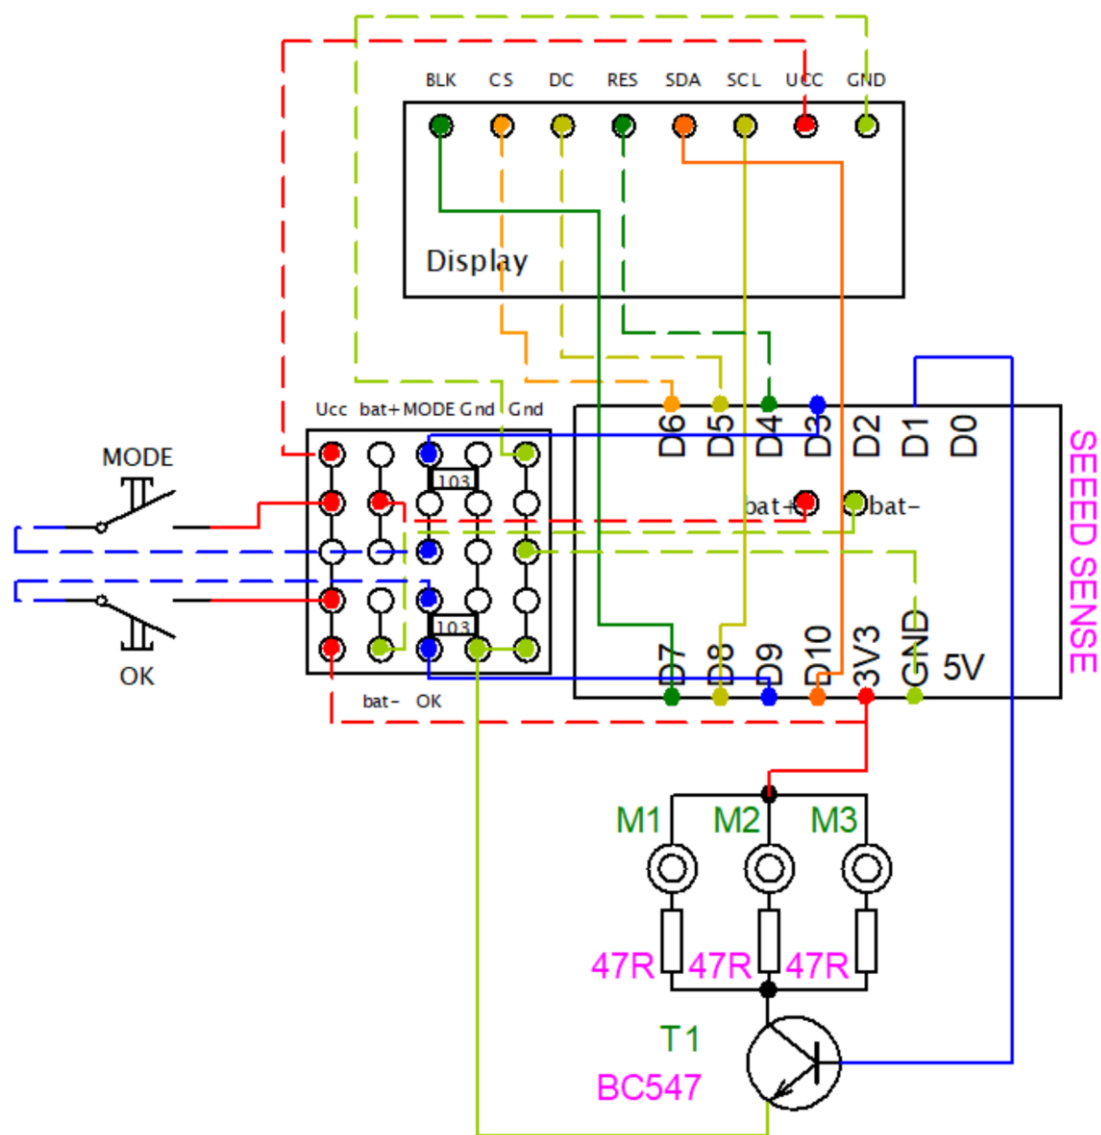 BLK CS DC RES SDA SCL UCC GND
Display
Ucc bat+ MODE Gnd Gnd
D6 D5 D4 D3 D2 D1 D0
MODE
103
bat+ bat-
SEEED SENSE
103
OK
D7 D8 D9 D10 3V3 GND 5V
bat- OK
M1 M2 M3
47R 47R 47R
T1
BC547